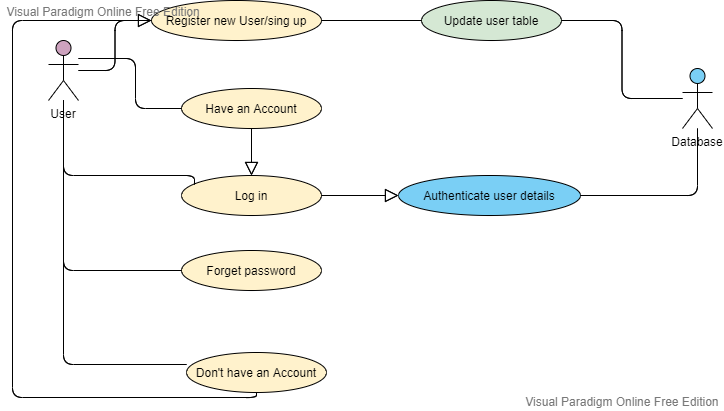 Visual Paradigm Online Free Edition
Register new User/sing up
Update user table
User
Have an Account
Database
Log in
Authenticate user details
Forget password
Don't have an Account
Visual Paradigm Online Free Edition